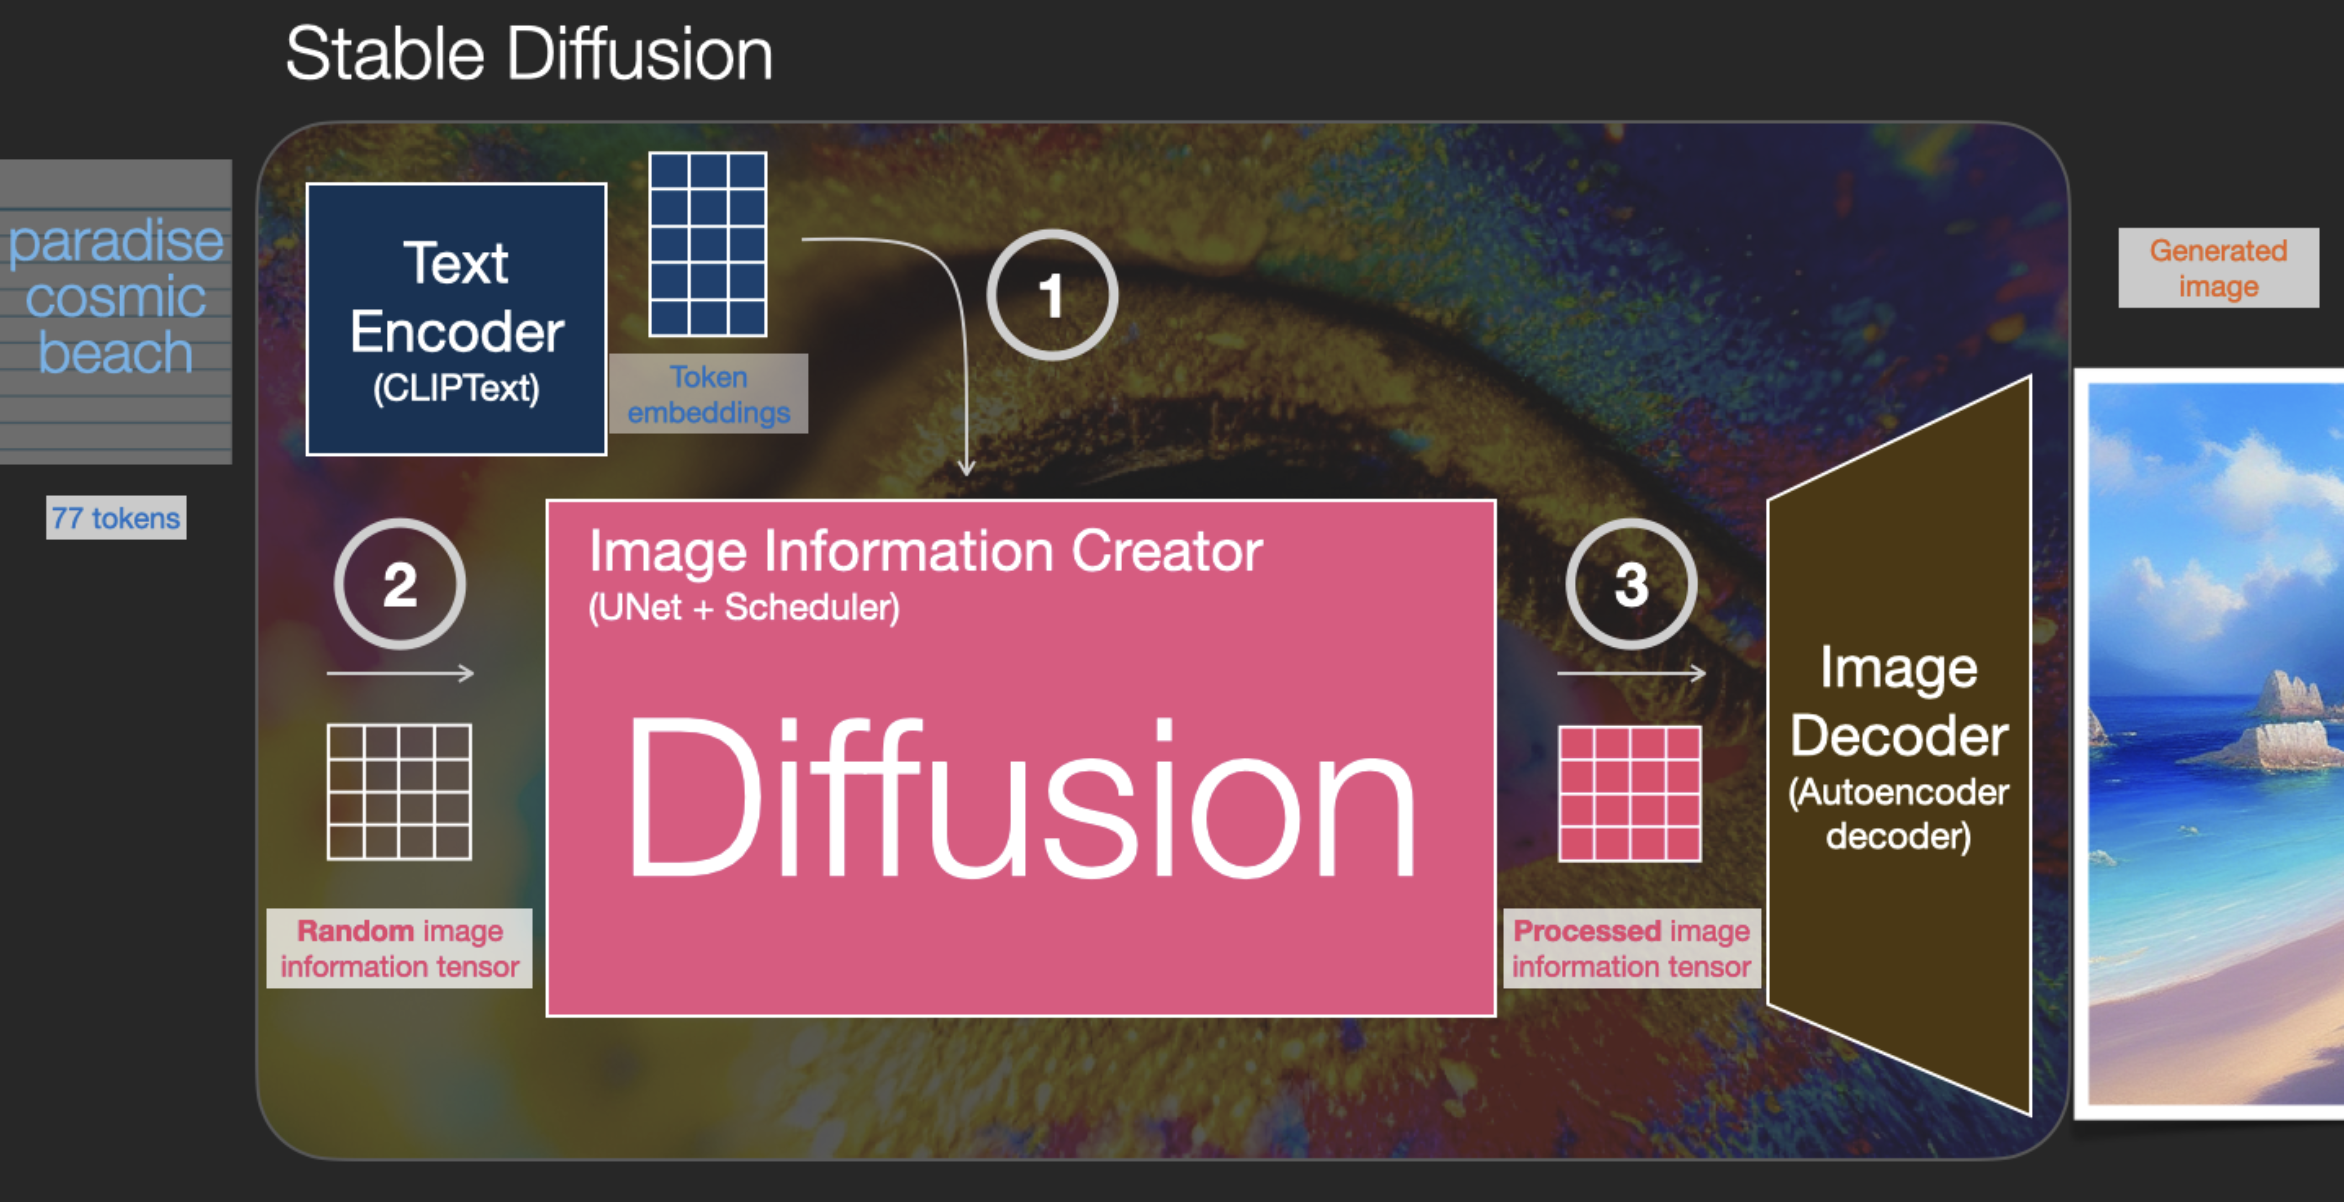 Stable Diffusion
paradise
cosmic
beach
77 tokens
Text
Encoder
(CLIPText)
Token
embeddings
1
2
Random image
information tensor
Image Information Creator
(UNet + Scheduler)
Diffusion
3
Processed image
information tensor
Image
Decoder
(Autoencoder
decoder)
Generated
image